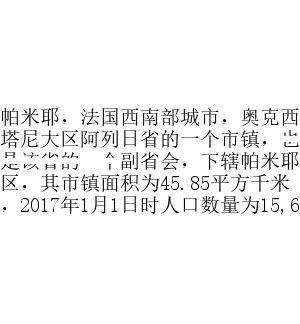 帕米耶，法国西南部城市，奥克西
塔尼大区阿列日省的一个市镇，也
是该省的一个副省会，下辖帕米耶
区，其市镇面积为45.85平方千米
，2017年1月1日时人口数量为15,6